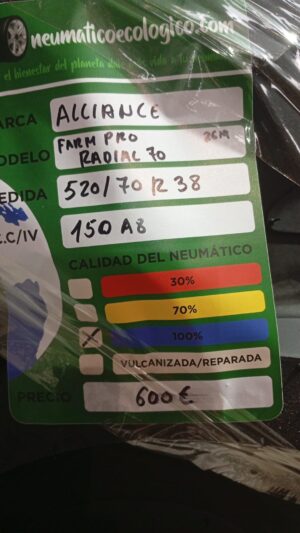 neumaticoecologico.com
el bienestar del planeta
ARCA ALLIANCE
ODELO FARM PRO
RADIAL 70
EDIDA 520/70 R 38
.C/IV 150 A8
CALIDAD DEL NEUMÁTICO
30%
70%
100%
VULCANIZADA/REPARADA
PRECIO 600 €